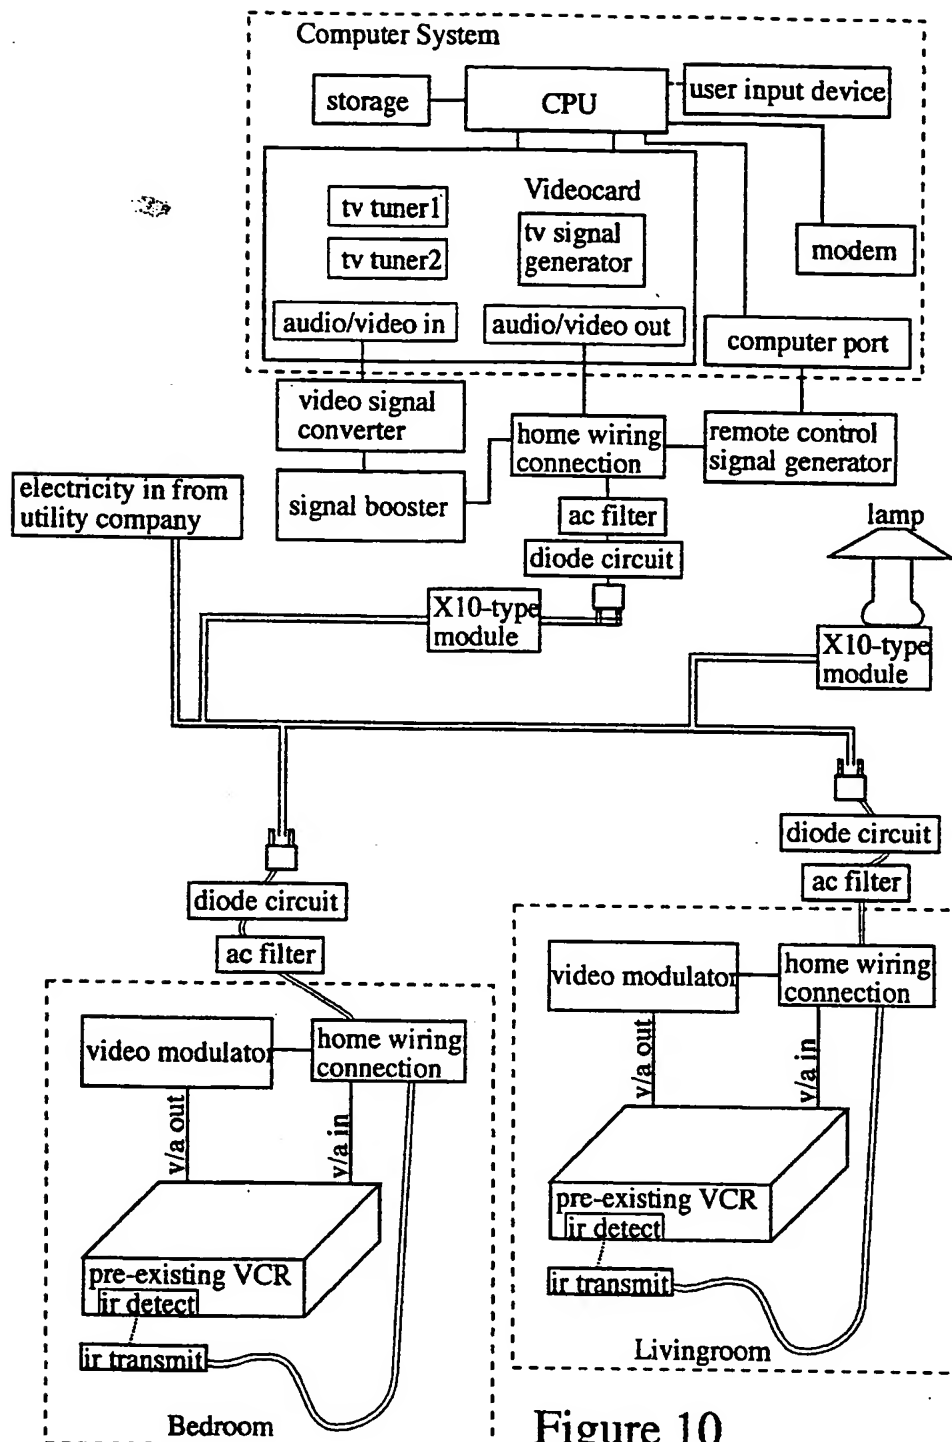 Computer System
storage
CPU
user input device
Videocard
tv tuner1
tv signal
generator
tv tuner2
modem
audio/video in
audio/video out
computer port
video signal
converter
home wiring
connection
remote control
signal generator
electricity in from
utility company
signal booster
ac filter
lamp
diode circuit
X10-type
module
X10-type
module
diode circuit
ac filter
diode circuit
ac filter
video modulator
home wiring
connection
video modulator
home wiring
connection
v/a out
v/a in
v/a out
v/a in
pre-existing VCR
ir detect
ir transmit
pre-existing VCR
ir detect
ir transmit
Livingroom
Bedroom
Figure 10